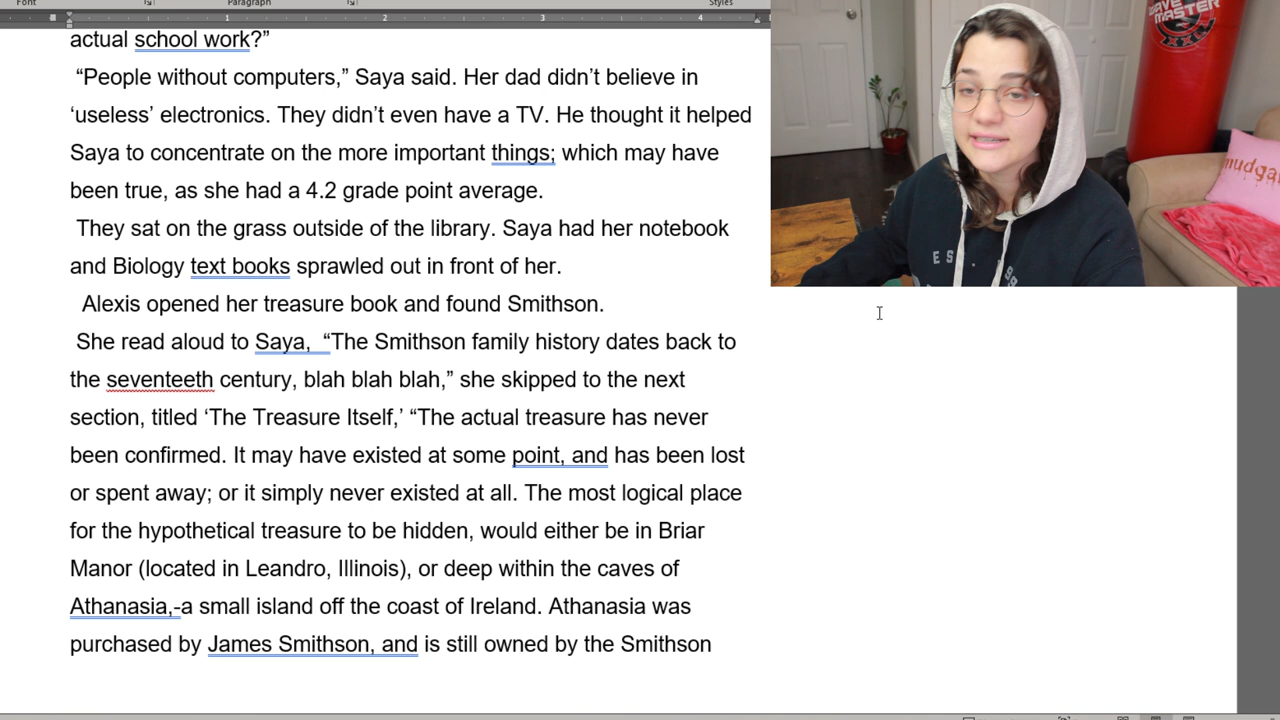 Font
Paragraph
Styles
1
2
3
4
actual school work?”
“People without computers,” Saya said. Her dad didn’t believe in
‘useless’ electronics. They didn’t even have a TV. He thought it helped
Saya to concentrate on the more important things; which may have
been true, as she had a 4.2 grade point average.
They sat on the grass outside of the library. Saya had her notebook
and Biology text books sprawled out in front of her.
Alexis opened her treasure book and found Smithson.
She read aloud to Saya,  “The Smithson family history dates back to
the seventeeth century, blah blah blah,” she skipped to the next
section, titled ‘The Treasure Itself,’ “The actual treasure has never
been confirmed. It may have existed at some point, and has been lost
or spent away; or it simply never existed at all. The most logical place
for the hypothetical treasure to be hidden, would either be in Briar
Manor (located in Leandro, Illinois), or deep within the caves of
Athanasia,-a small island off the coast of Ireland. Athanasia was
purchased by James Smithson, and is still owned by the Smithson
WAVE
MASTER
XXL
mudga
ES